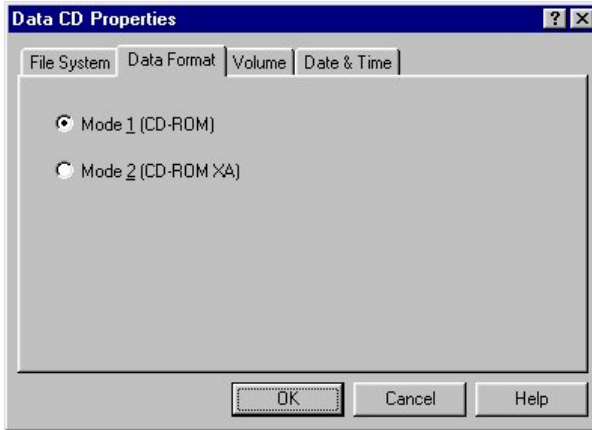 Data CD Properties
File System Data Format Volume Date & Time
Mode 1 (CD-ROM)
Mode 2 (CD-ROM XA)
OK Cancel Help